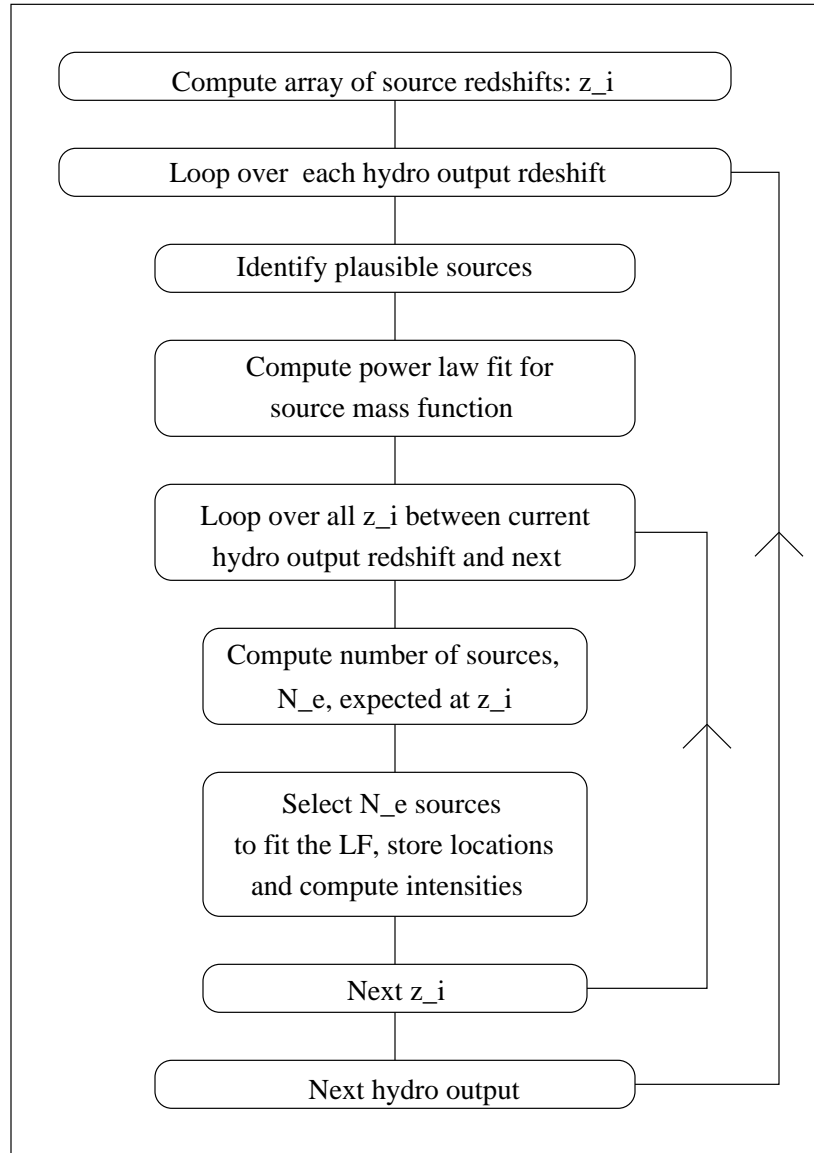 Compute array of source redshifts: z_i
Loop over each hydro output rdeshift
Identify plausible sources
Compute power law fit for
source mass function
Loop over all z_i between current
hydro output redshift and next
Compute number of sources,
N_e, expected at z_i
Select N_e sources
to fit the LF, store locations
and compute intensities
Next z_i
Next hydro output